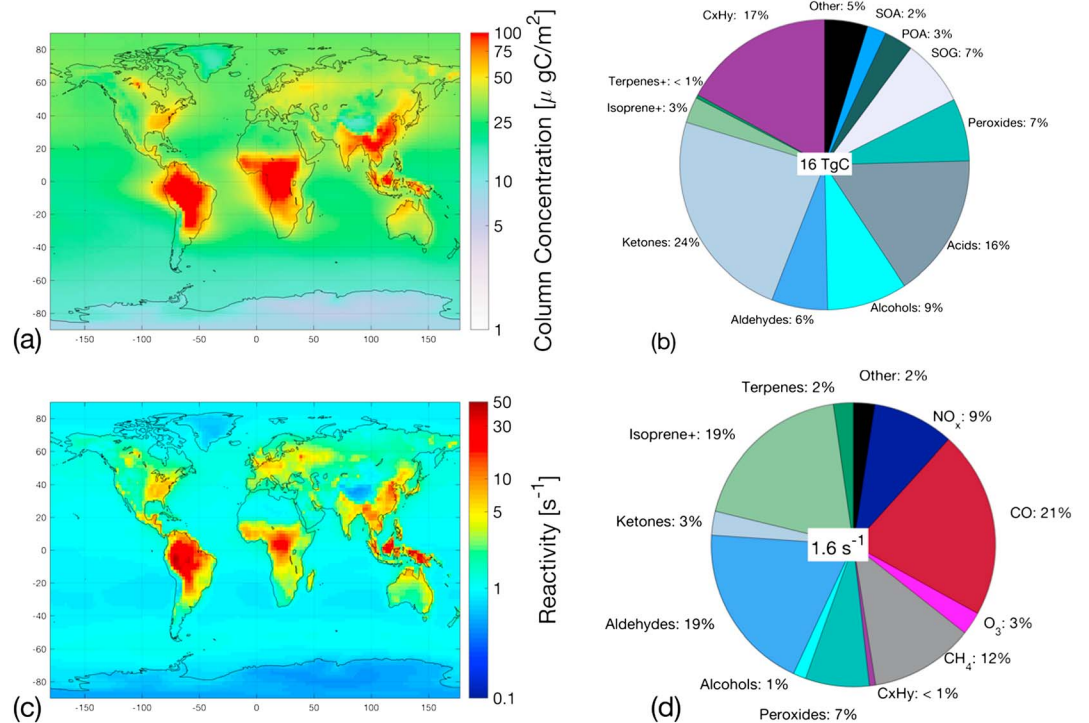 80
60
40
20
0
-20
-40
-60
-80
-150
-100
-50
0
50
100
150
100
50
25
10
5
1
Column Concentration [μ gC/m²]
(a)
CxHy: 17%
Other: 5%
SOA: 2%
POA: 3%
SOG: 7%
Terpenes+: < 1%
Isoprene+: 3%
Peroxides: 7%
16 TgC
Ketones: 24%
Acids: 16%
Aldehydes: 6%
Alcohols: 9%
(b)
80
60
40
20
0
-20
-40
-60
-80
-150
-100
-50
0
50
100
150
50
30
10
5
1
0.1
Reactivity [s⁻¹]
(c)
Terpenes: 2%
Other: 2%
NOₓ: 9%
Isoprene+: 19%
CO: 21%
Ketones: 3%
1.6 s⁻¹
Aldehydes: 19%
O₃: 3%
CH₄: 12%
Alcohols: 1%
CxHy: < 1%
Peroxides: 7%
(d)